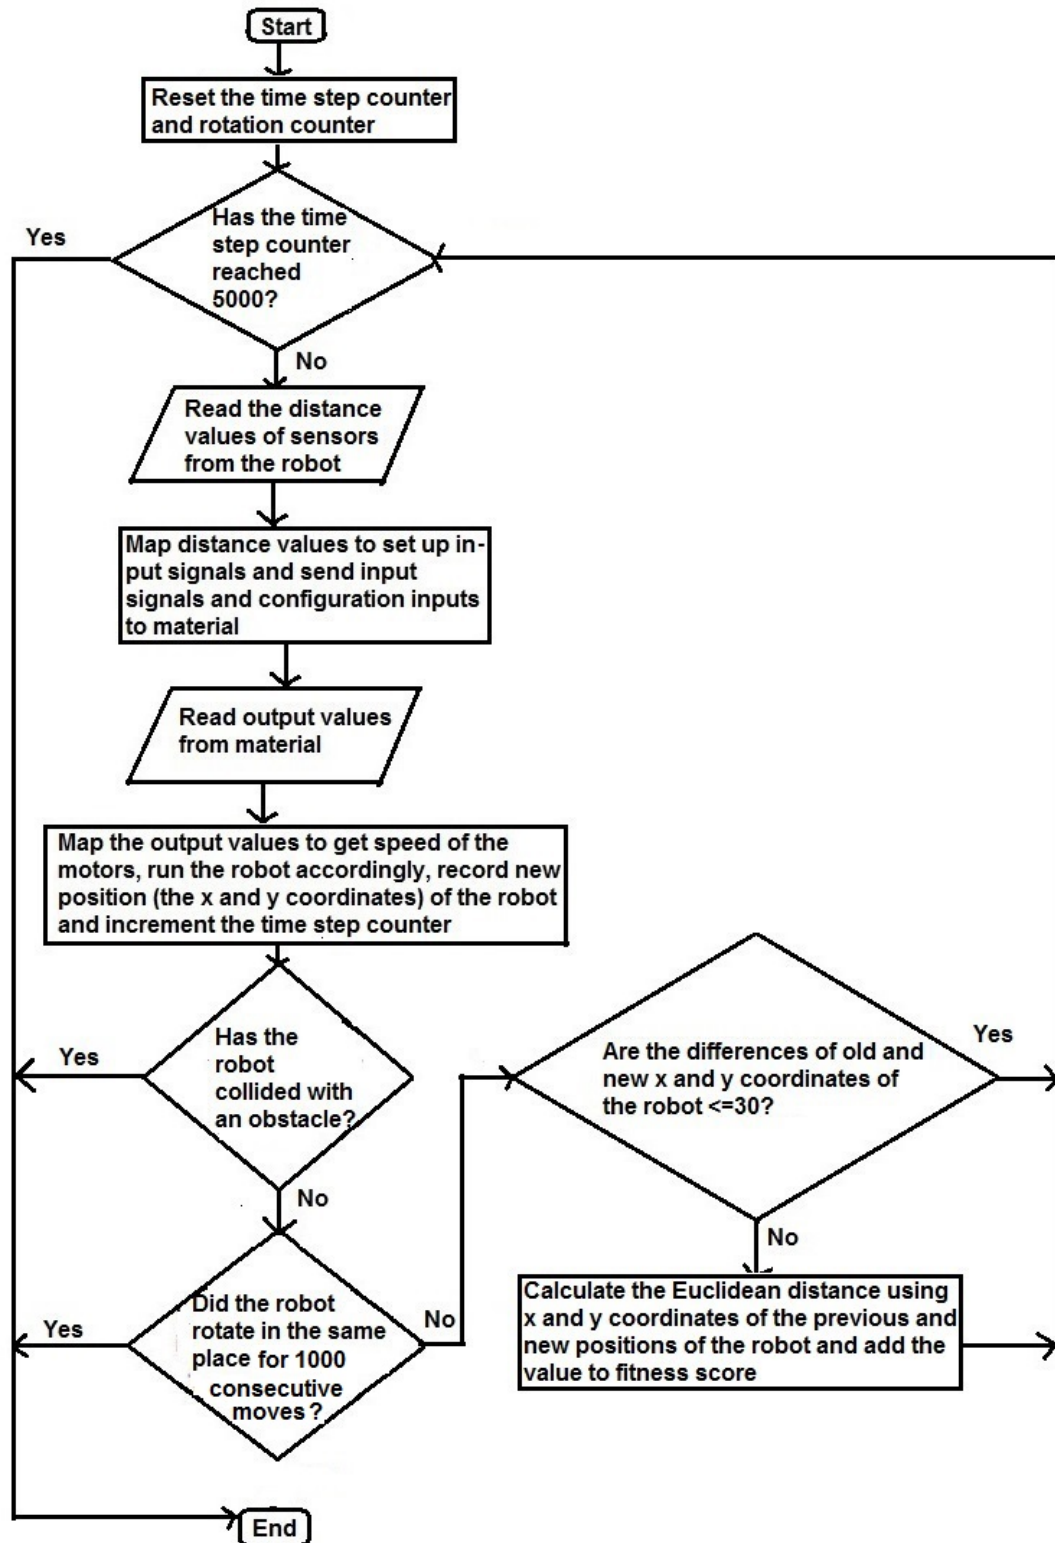 Start
Reset the time step counter
and rotation counter
Has the time
step counter
reached
5000?
Yes
No
Read the distance
values of sensors
from the robot
Map distance values to set up in-
put signals and send input
signals and configuration inputs
to material
Read output values
from material
Map the output values to get speed of the
motors, run the robot accordingly, record new
position (the x and y coordinates) of the robot
and increment the time step counter
Has the
robot
collided with
an obstacle?
Yes
No
Did the robot
rotate in the same
place for 1000
consecutive
moves ?
Yes
No
Are the differences of old and
new x and y coordinates of
the robot <=30?
Yes
No
Calculate the Euclidean distance using
x and y coordinates of the previous and
new positions of the robot and add the
value to fitness score
End